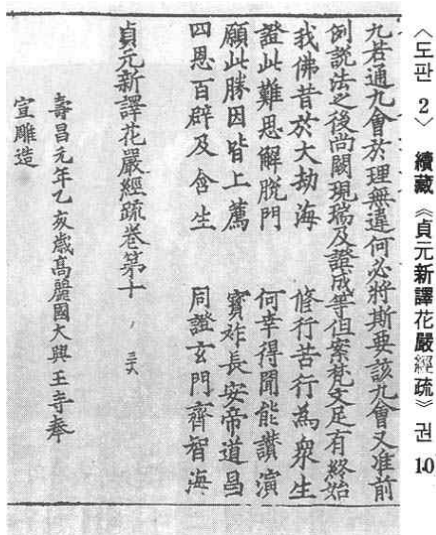 〈도판 2〉 續藏 《貞元新譯花嚴經疏》 권 10
九若通九會於理無違何必將斯典該九會又准前
例說法之後尚闕現瑞及證成等但案梵文足有終始
我佛昔於大劫海 修行苦行為衆生
證此難思解脫門 何幸得聞能讚演
願此勝因皆上薦 寶祚長安帝道昌
四恩百辟及含生 同證玄門齊智海
貞元新譯花嚴經疏卷第十
壽昌元年乙亥歲高麗國大興王寺奉
宣雕造